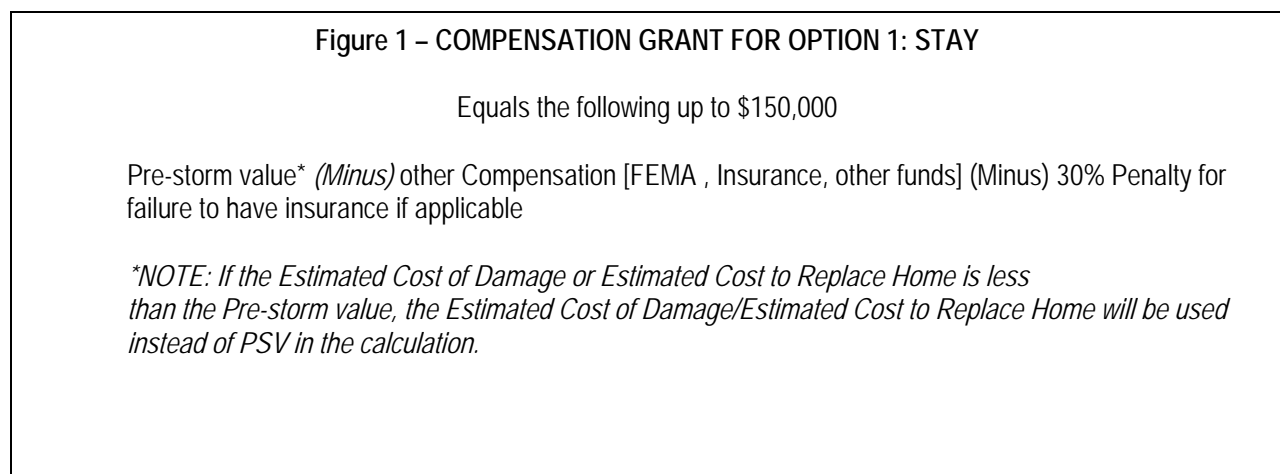 Figure 1 – COMPENSATION GRANT FOR OPTION 1: STAY
Equals the following up to $150,000
Pre-storm value* (Minus) other Compensation [FEMA , Insurance, other funds] (Minus) 30% Penalty for
failure to have insurance if applicable
*NOTE: If the Estimated Cost of Damage or Estimated Cost to Replace Home is less
than the Pre-storm value, the Estimated Cost of Damage/Estimated Cost to Replace Home will be used
instead of PSV in the calculation.